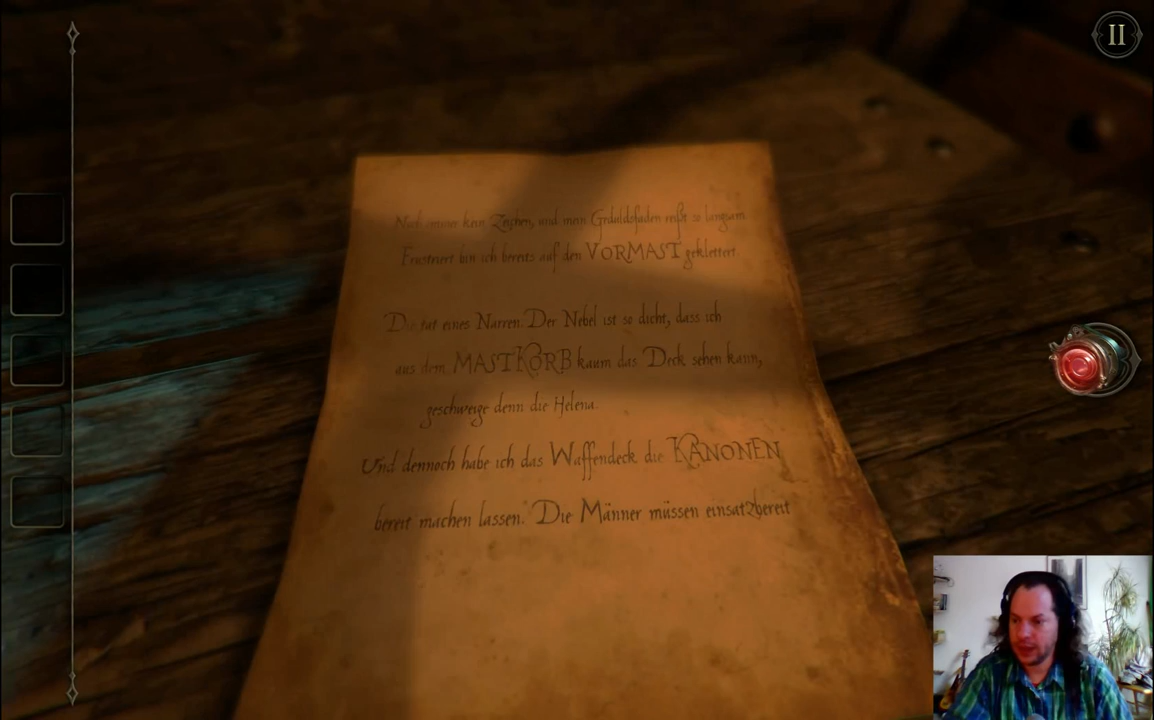 Noch immer kein Zeichen, und mein Geduldsfaden reißt so langsam.
Frustriert bin ich bereits auf den VORMAST geklettert.
Die tat eines Narren. Der Nebel ist so dicht, dass ich
aus dem MASTKORB kaum das Deck sehen kann,
geschweige denn die Helena.
Und dennoch habe ich das Waffendeck die KANONEN
bereit machen lassen. Die Männer müssen einsatzbereit
II